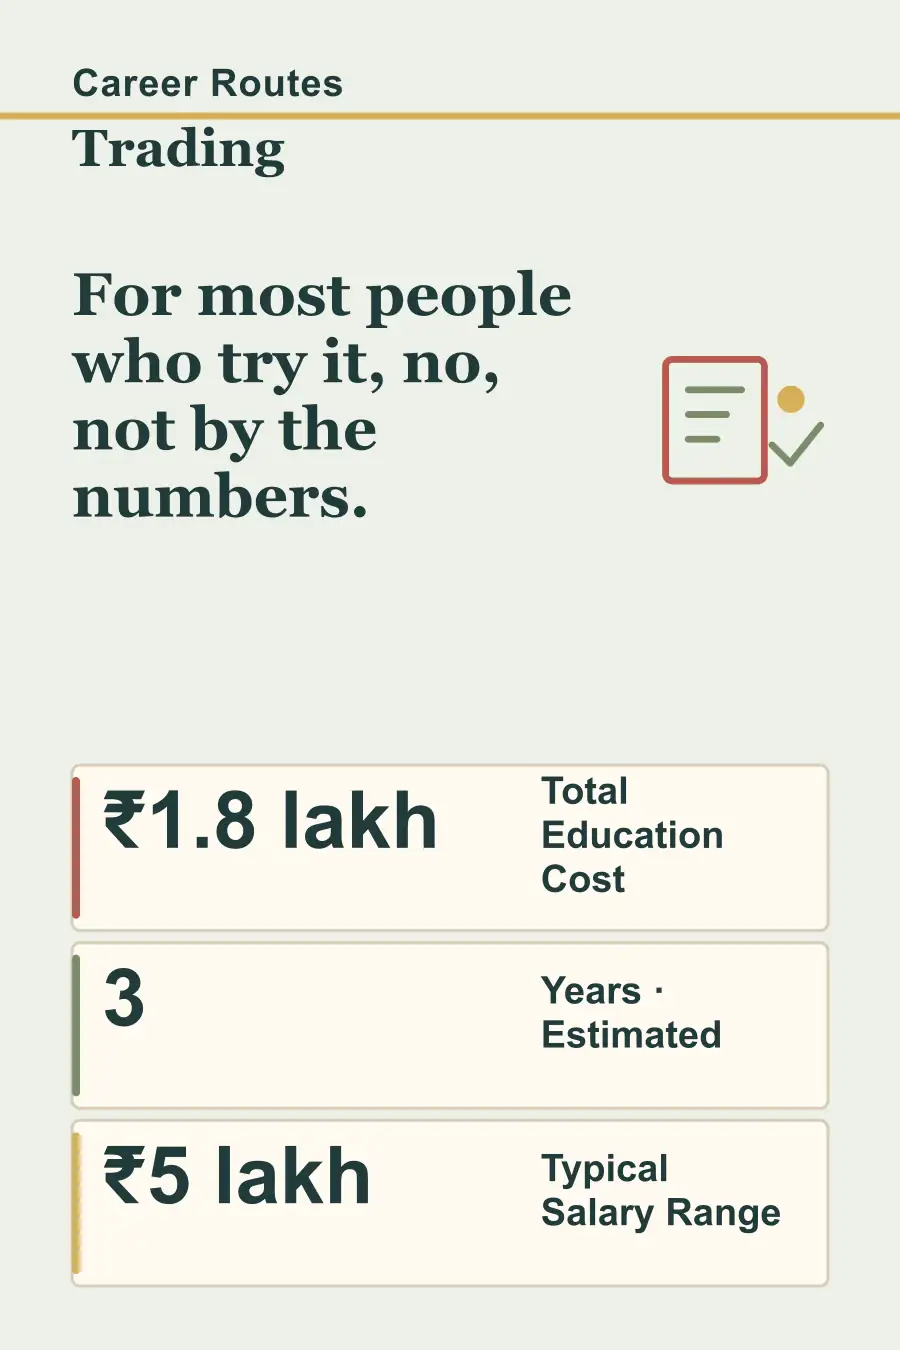 Career Routes
Trading
For most people
who try it, no,
not by the
numbers.
₹1.8 lakh
Total
Education
Cost
3
Years ·
Estimated
₹5 lakh
Typical
Salary Range